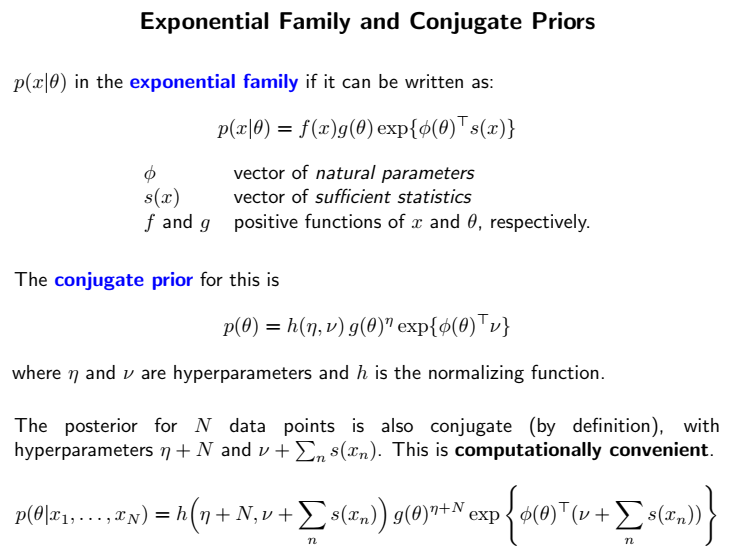 Exponential Family and Conjugate Priors
p(x|θ) in the exponential family if it can be written as:
p(x|θ) = f(x)g(θ) exp{ϕ(θ)⊤s(x)}
ϕ vector of natural parameters
s(x) vector of sufficient statistics
f and g positive functions of x and θ, respectively.
The conjugate prior for this is
p(θ) = h(η, ν) g(θ)^η exp{ϕ(θ)⊤ν}
where η and ν are hyperparameters and h is the normalizing function.
The posterior for N data points is also conjugate (by definition), with
hyperparameters η + N and ν + ∑_n s(x_n). This is computationally convenient.
p(θ|x_1, . . . , x_N) = h(η + N, ν + ∑_n s(x_n)) g(θ)^{η+N} exp {ϕ(θ)⊤(ν + ∑_n s(x_n))}